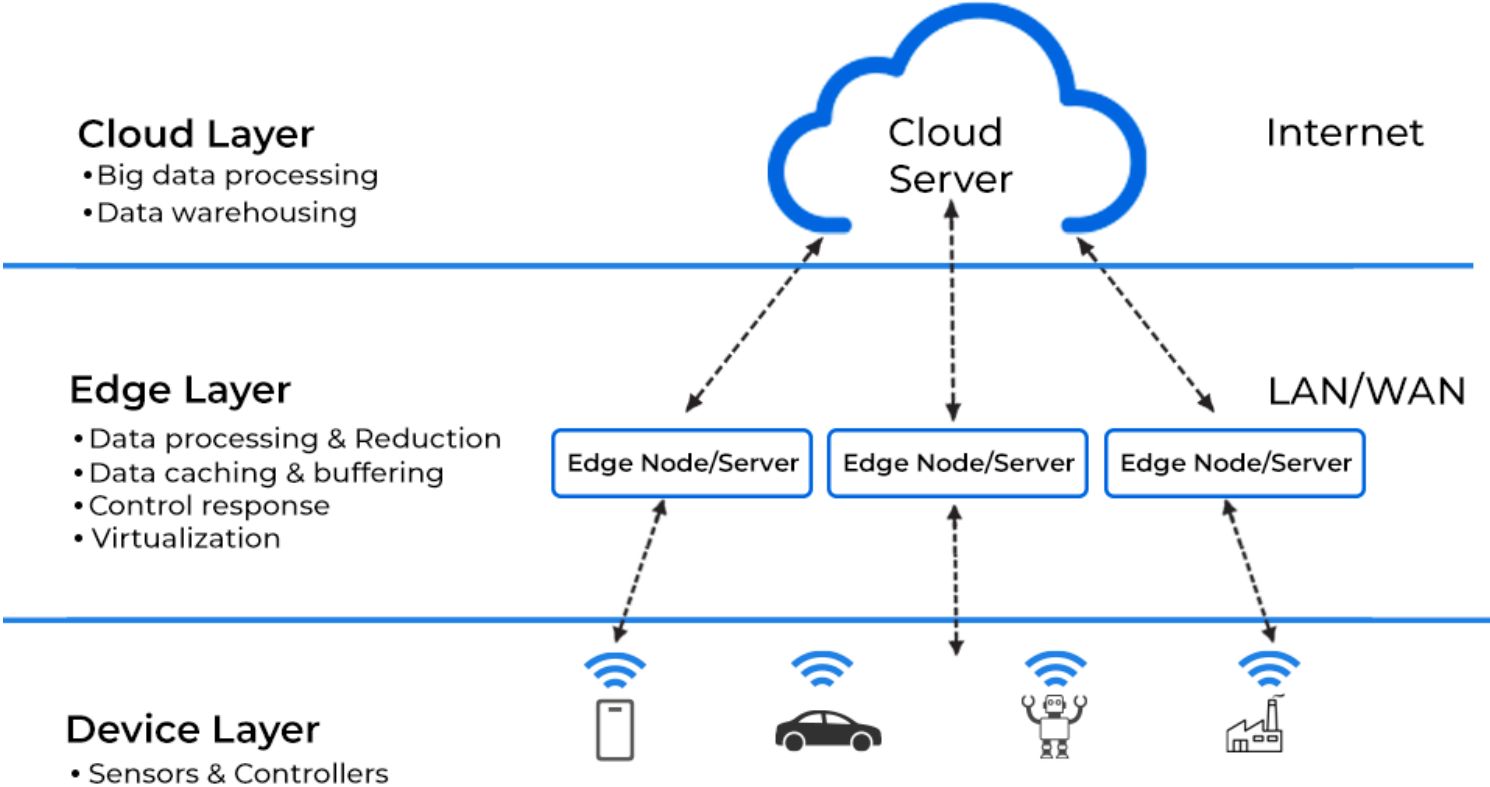 Cloud Layer
•Big data processing
•Data warehousing
Cloud
Server
Internet
Edge Layer
•Data processing & Reduction
•Data caching & buffering
•Control response
• Virtualization
LAN/WAN
Edge Node/Server
Edge Node/Server
Edge Node/Server
Device Layer
• Sensors & Controllers